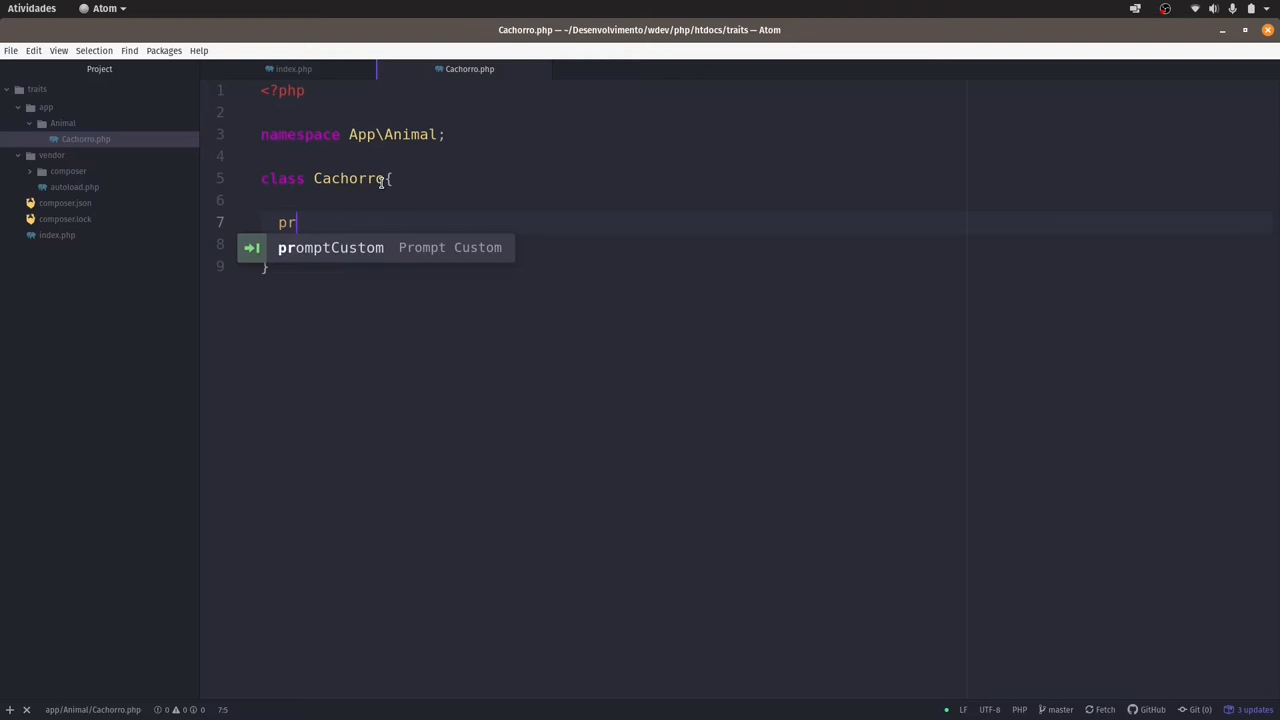 Atividades
Atom
Cachorro.php — ~/Desenvolvimento/wdev/php/htdocs/traits — Atom
File Edit View Selection Find Packages Help
Project
index.php
Cachorro.php
traits
app
Animal
Cachorro.php
vendor
composer
autoload.php
composer.json
composer.lock
index.php
1 <?php
2
3 namespace App\Animal;
4
5 class Cachorro{
6
7 pr
8
promptCustom Prompt Custom
9 }
app/Animal/Cachorro.php 0 0 0 7:5
LF UTF-8 PHP master Fetch GitHub Git (0) 3 updates